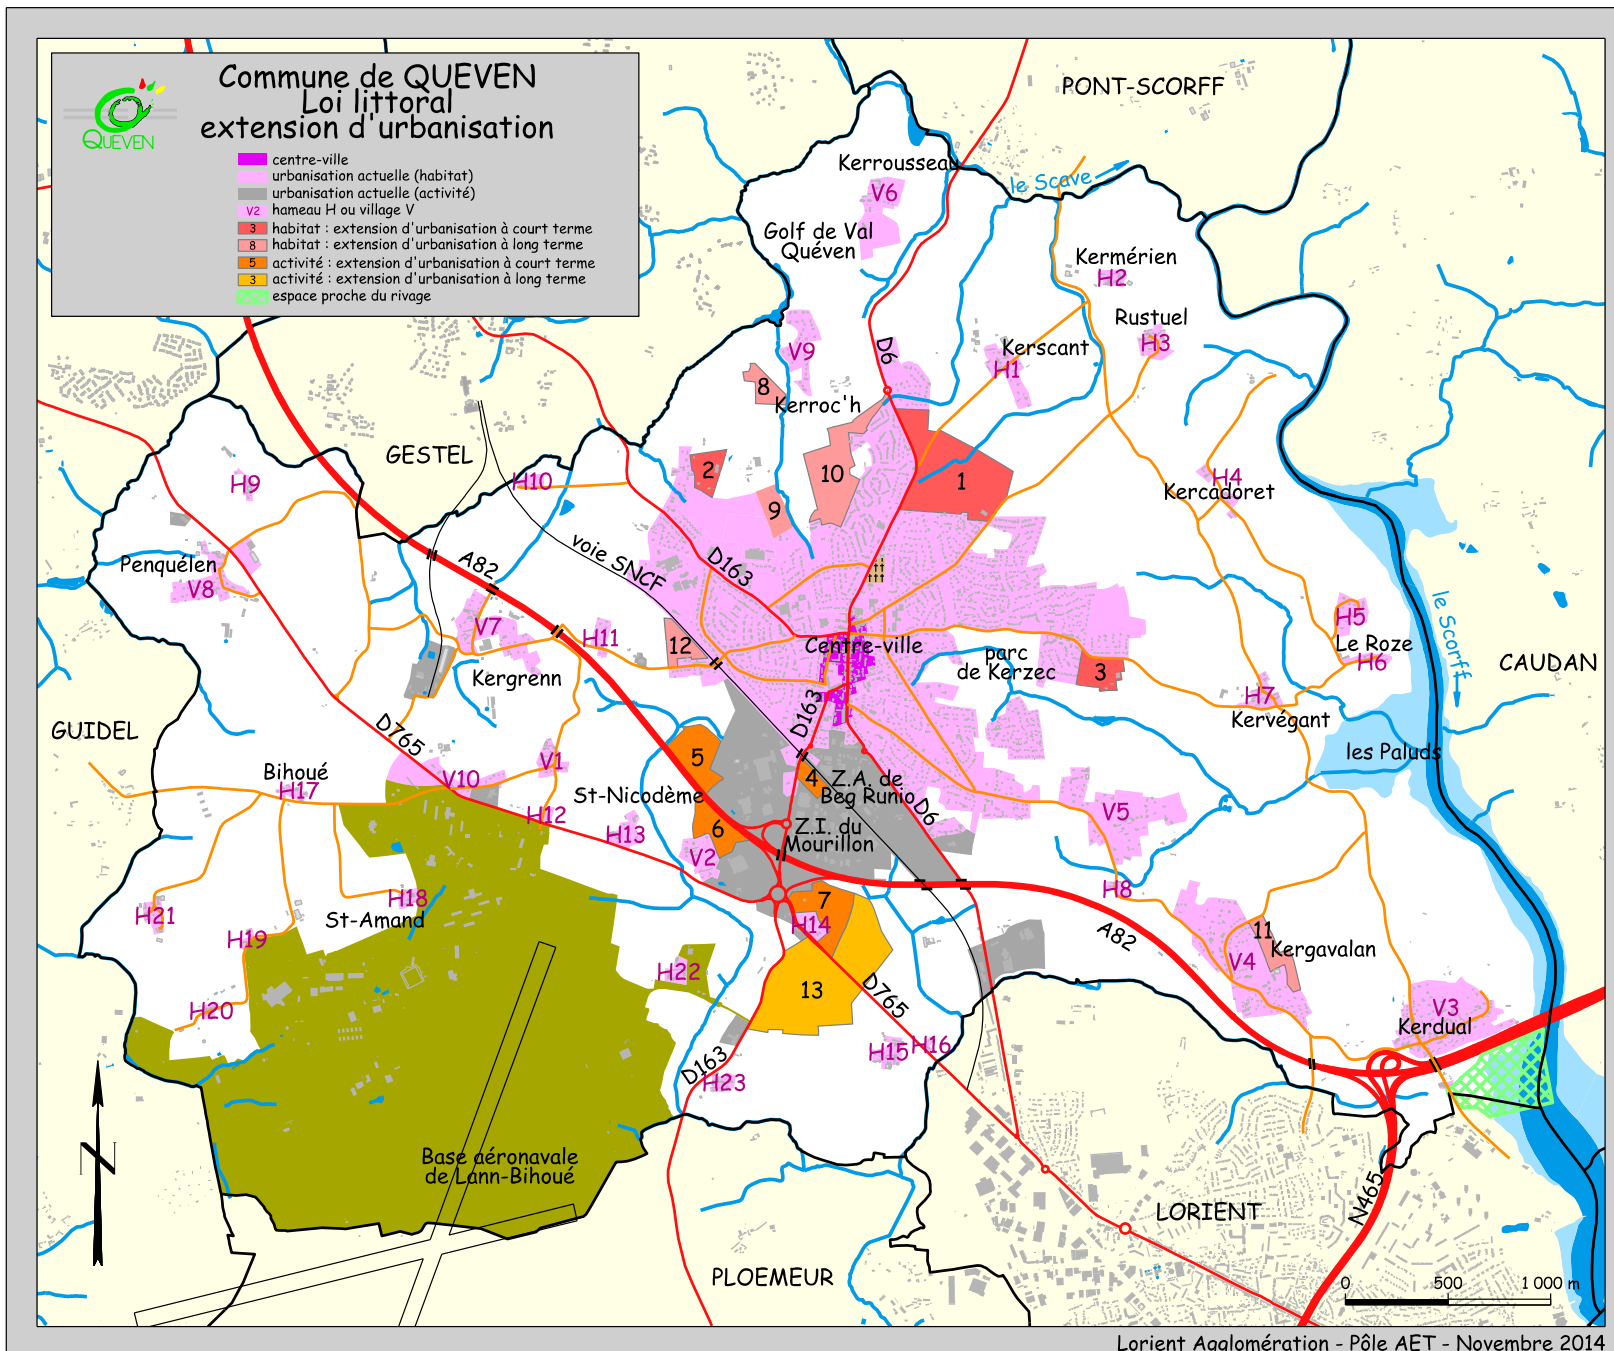 Commune de QUEVEN
Loi littoral
extension d'urbanisation
QUEVEN
centre-ville
urbanisation actuelle (habitat)
urbanisation actuelle (activité)
V2 hameau H ou village V
3 habitat : extension d'urbanisation à court terme
8 habitat : extension d'urbanisation à long terme
5 activité : extension d'urbanisation à court terme
3 activité : extension d'urbanisation à long terme
espace proche du rivage
PONT-SCORFF
Kerrousseau
le Scave
V6
Golf de Val
Quéven
Kermérien
H2
Rustuel
H3
V9
D6
Kerscant
H1
8
Kerroc'h
GESTEL
2
10
1
H9
H10
H4
Kercadoret
9
voie SNCF
D163
A82
Penquélen
V8
V7
H11
12
Centre-ville
parc
de Kerzec
3
H5
Le Roze
H6
le Scorff
CAUDAN
Kergrenn
H7
Kervégant
GUIDEL
D765
D163
les Paluds
5
V1
Bihoué
H17
V10
4
Z.A. de
Beg Runio
St-Nicodème
D6
V5
H12
H13
6
Z.I. du
Mourillon
V2
H8
H18
St-Amand
H21
H19
7
H14
A82
11
Kergavalan
V4
H22
13
D765
H20
V3
Kerdual
H15
H16
D163
H23
N
Base aéronavale
de Lann-Bihoué
LORIENT
N465
PLOEMEUR
0 500 1 000 m
Lorient Agglomération - Pôle AET - Novembre 2014